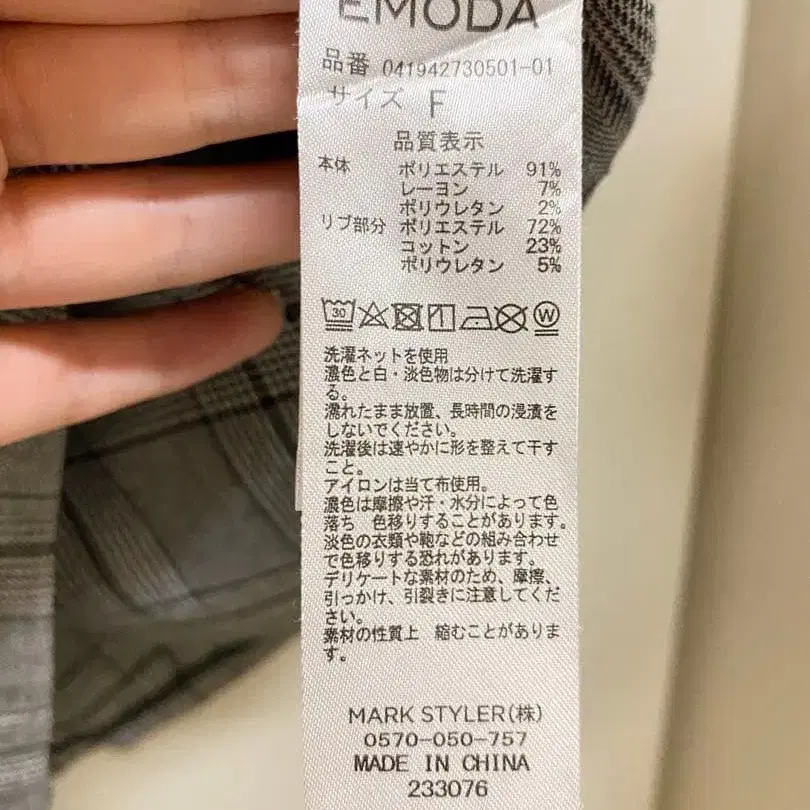 EMODA
品番 041942730501-01
サイズ F
品質表示
本体 ポリエステル 91%
レーヨン 7%
ポリウレタン 2%
リブ部分 ポリエステル 72%
コットン 23%
ポリウレタン 5%
30 W
洗濯ネットを使用
濃色と白・淡色物は分けて洗濯す
る。
濡れたまま放置、長時間の浸漬を
しないでください。
洗濯後は速やかに形を整えて干す
こと。
アイロンは当て布使用。
濃色は摩擦や汗・水分によって色
落ち 色移りすることがあります。
淡色の衣類や鞄などの組み合わせ
で色移りする恐れがあります。
デリケートな素材のため、摩擦、
引っかけ、引裂きに注意してくだ
さい。
素材の性質上 縮むことがありま
す。
MARK STYLER(株)
0570-050-757
MADE IN CHINA
233076